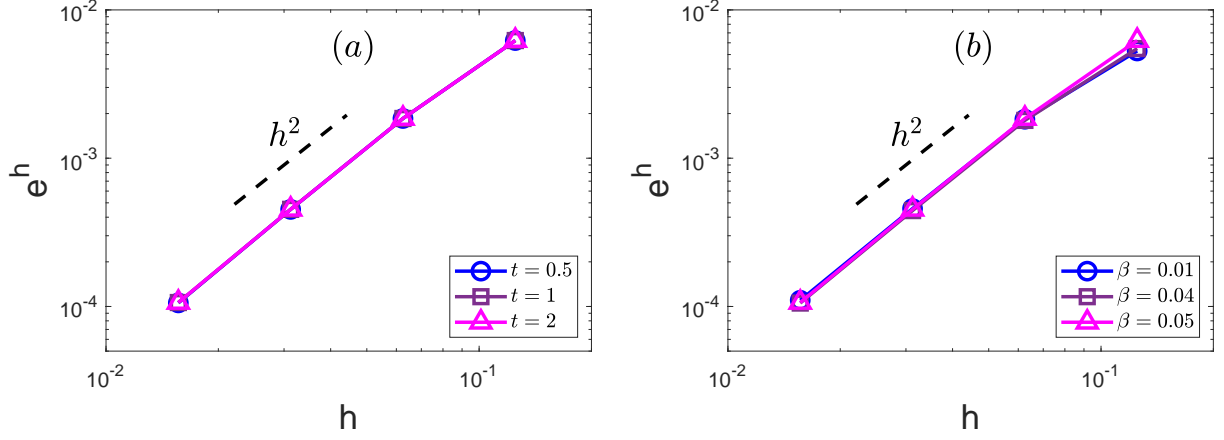 (a)
10^-2
10^-3
10^-4
e^h
h^2
t = 0.5
t = 1
t = 2
10^-2
10^-1
h
(b)
10^-2
10^-3
10^-4
e^h
h^2
β = 0.01
β = 0.04
β = 0.05
10^-2
10^-1
h